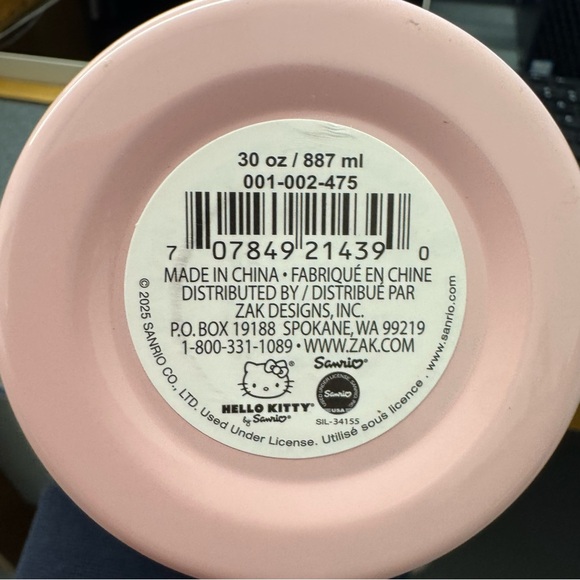 30 oz / 887 ml
001-002-475
7 07849 21439 0
MADE IN CHINA • FABRIQUÉ EN CHINE
DISTRIBUTED BY / DISTRIBUÉ PAR
ZAK DESIGNS, INC.
P.O. BOX 19188 SPOKANE, WA 99219
1-800-331-1089 • WWW.ZAK.COM
Sanrio®
HELLO KITTY®
by Sanrio®
Sanrio
USA
SIL-34155
© 2025 SANRIO CO., LTD. Used Under License. Utilisé sous licence . www.sanrio.com